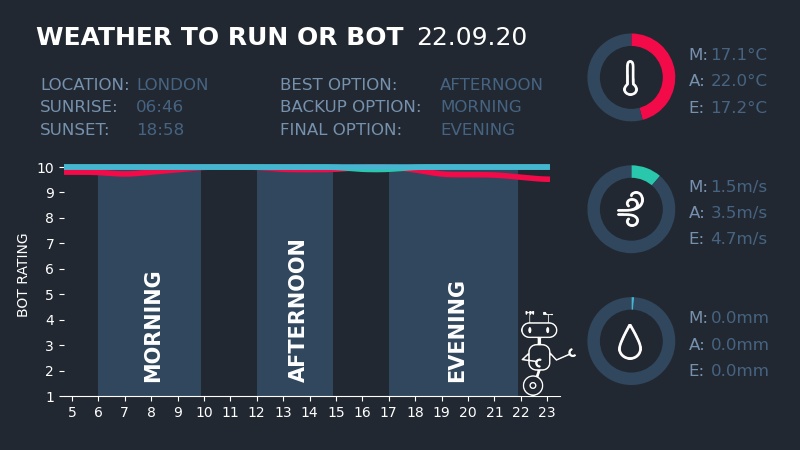 WEATHER TO RUN OR BOT 22.09.20
LOCATION: LONDON
SUNRISE: 06:46
SUNSET: 18:58
BEST OPTION: AFTERNOON
BACKUP OPTION: MORNING
FINAL OPTION: EVENING
M: 17.1°C
A: 22.0°C
E: 17.2°C
M: 1.5m/s
A: 3.5m/s
E: 4.7m/s
M: 0.0mm
A: 0.0mm
E: 0.0mm
BOT RATING
10
9
8
7
6
5
4
3
2
1
MORNING
AFTERNOON
EVENING
5 6 7 8 9 10 11 12 13 14 15 16 17 18 19 20 21 22 23